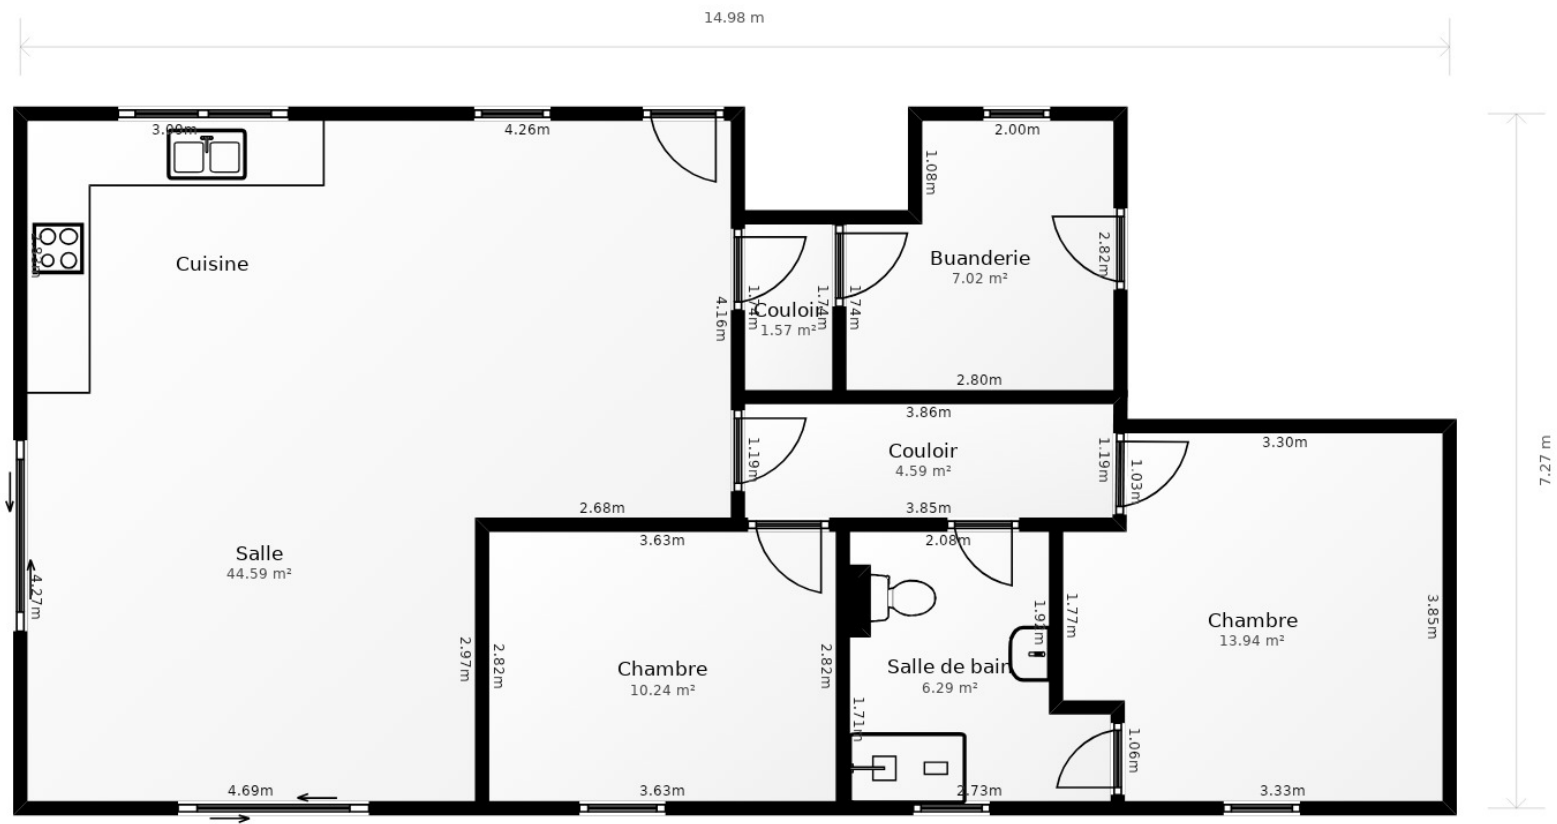 14.98 m
3.00m
4.26m
2.00m
1.08m
Cuisine
Buanderie
7.02 m²
2.82m
4.16m
1.74m
Couloir
1.57 m²
1.74m
1.74m
2.80m
3.86m
Couloir
4.59 m²
1.19m
1.19m
3.30m
1.03m
7.27 m
2.68m
3.85m
3.63m
2.08m
Salle
44.59 m²
4.27m
2.97m
2.82m
Chambre
10.24 m²
2.82m
Salle de bain
6.29 m²
1.71m
1.77m
Chambre
13.94 m²
3.85m
1.06m
4.69m
3.63m
2.73m
3.33m